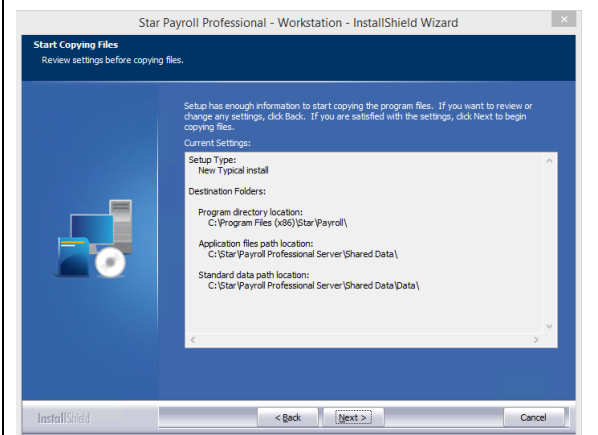 Star Payroll Professional - Workstation - InstallShield Wizard
Start Copying Files
Review settings before copying files.
Setup has enough information to start copying the program files. If you want to review or
change any settings, click Back. If you are satisfied with the settings, click Next to begin
copying files.
Current Settings:
Setup Type:
New Typical install
Destination Folders:
Program directory location:
C:\Program Files (x86)\Star\Payroll\
Application files path location:
C:\Star\Payroll Professional Server\Shared Data\
Standard data path location:
C:\Star\Payroll Professional Server\Shared Data\Data\
InstallShield
< Back
Next >
Cancel